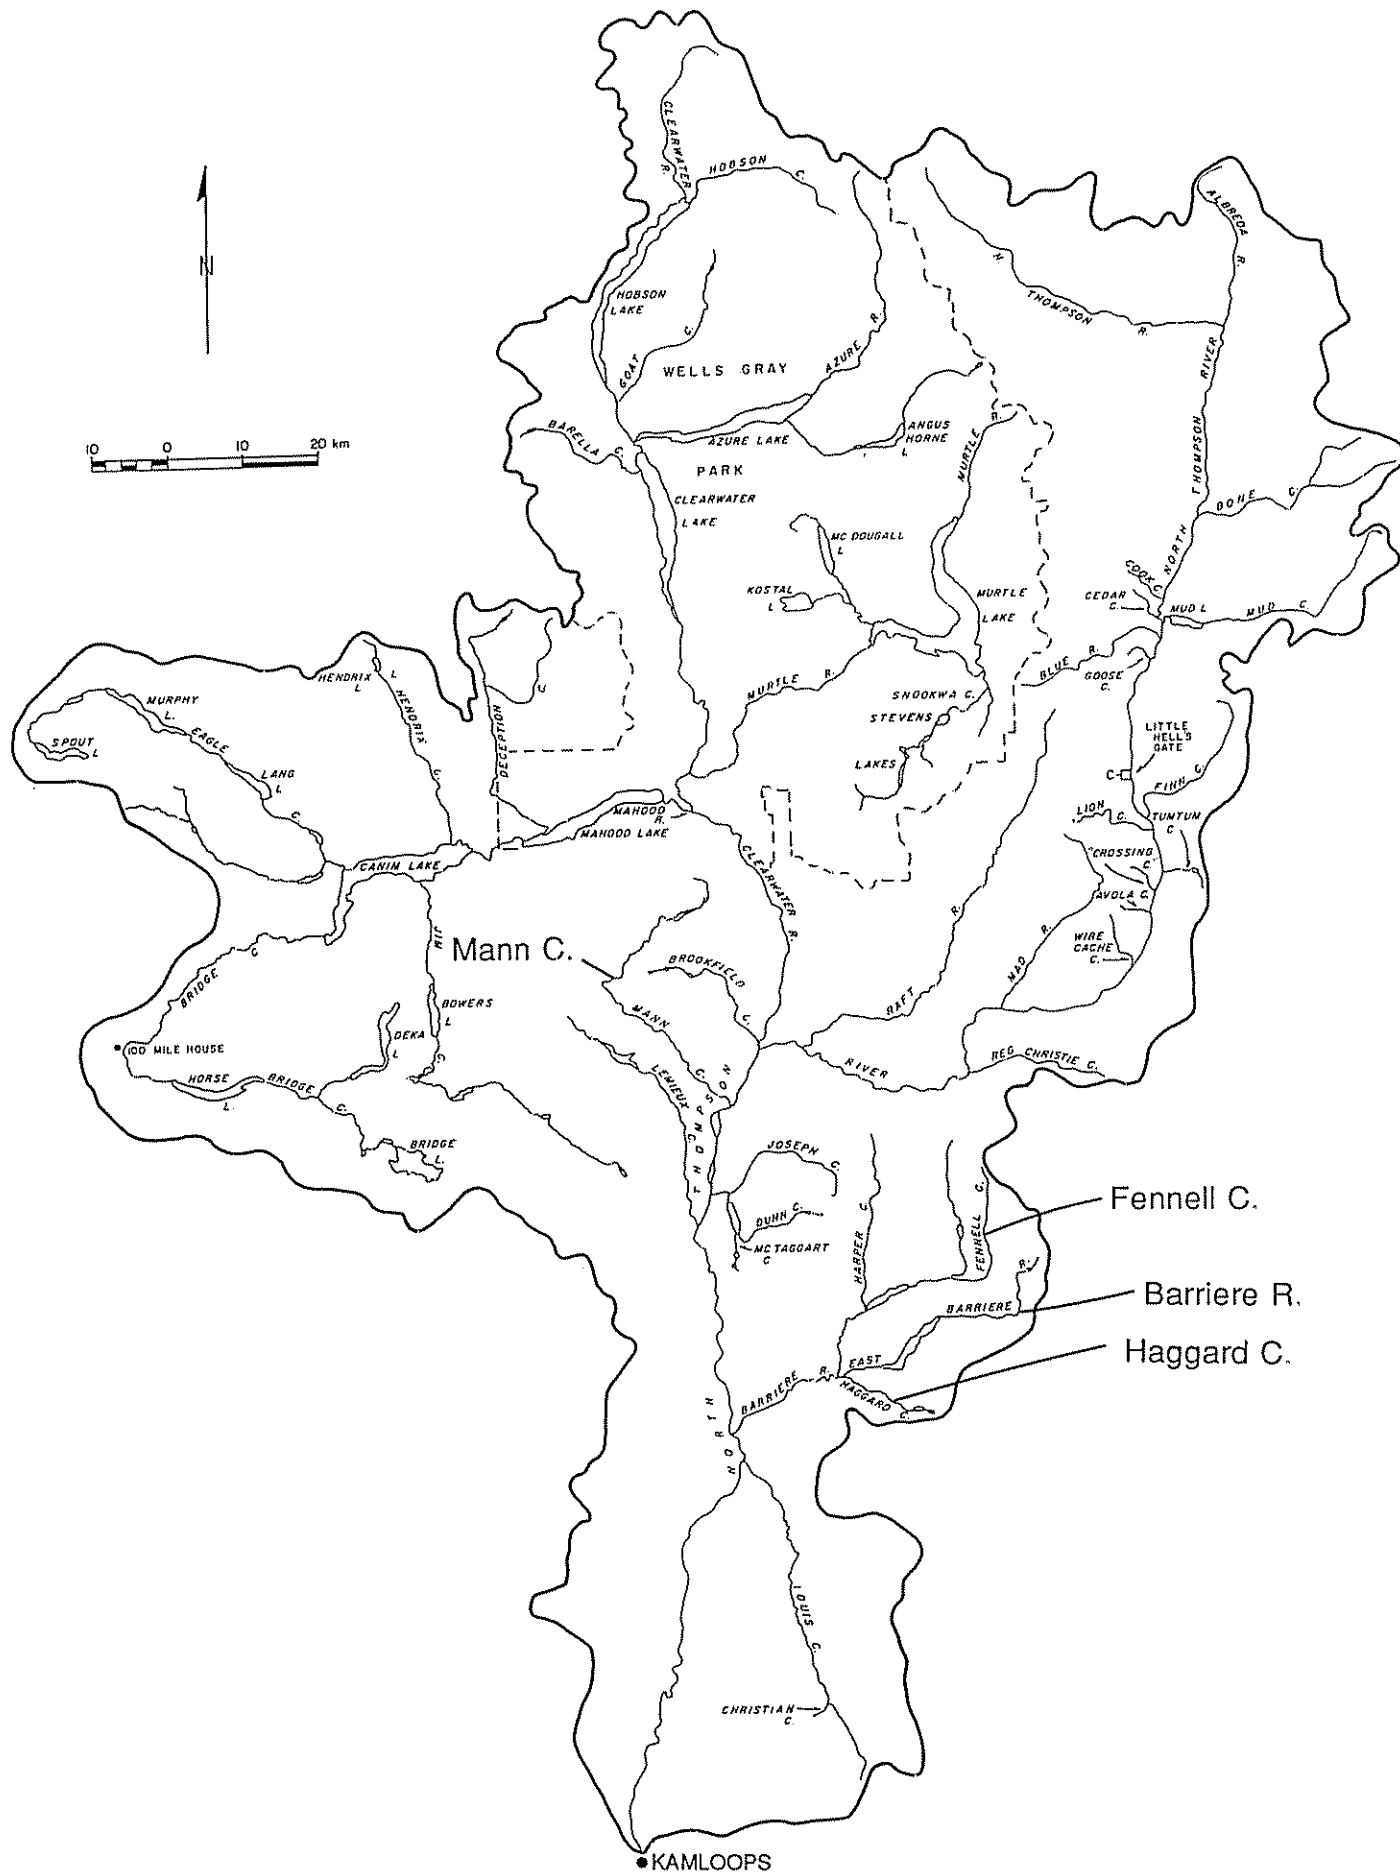 CLEARWATER
R.
HOBSON
C.
ALBREDA
R.
N
N.
THOMPSON
R.
HOBSON
LAKE
GOAT
C.
WELLS GRAY
AZURE
R.
RIVER
10 0 10 20 km
BARELLA
C.
AZURE LAKE
ANGUS
HORNE
L
MURTLE
R.
THOMPSON
PARK
CLEARWATER
LAKE
DONE
C.
MC DOUGALL
L
NORTH
KOSTAL
L
MURTLE
LAKE
COOK C.
CEDAR
C.
MUD L
MUD C.
HENDRIX
L
L
HENDRIX
C.
MURTLE R.
BLUE R.
GOOSE
C.
MURPHY
L.
EAGLE
SPOUT
L
DECEPTION
SNOOKWA C.
STEVENS
LAKES
LITTLE
HELL'S
GATE
LANG
L
C.
C
FINN C.
MAHOOD
R.
MAHOOD LAKE
LION
C.
TUMTUM
C
CANIM LAKE
CLEARWATER
R.
CROSSING
C.
AVOLA C.
JIM
Mann C.
BROOKFIELD
C.
R.
MAD
R.
WIRE
CACHE
C.
BRIDGE
C
BOWERS
L
C.
MANN
C.
RAFT
100 MILE HOUSE
DEKA
L
LEMIEUX
C.
THOMPSON
RIVER
REG CHRISTIE C.
HORSE
L.
BRIDGE
C.
BRIDGE
L.
JOSEPH
C.
DUNN C.
MCTAGGART
C
HARPER
C
FENNELL
C.
Fennell C.
R.
BARRIERE
Barriere R.
EAST
Haggard C.
BARRIERE
R.
HAGGARD
C.
NORTH
LOUIS
C.
CHRISTIAN
C.
KAMLOOPS